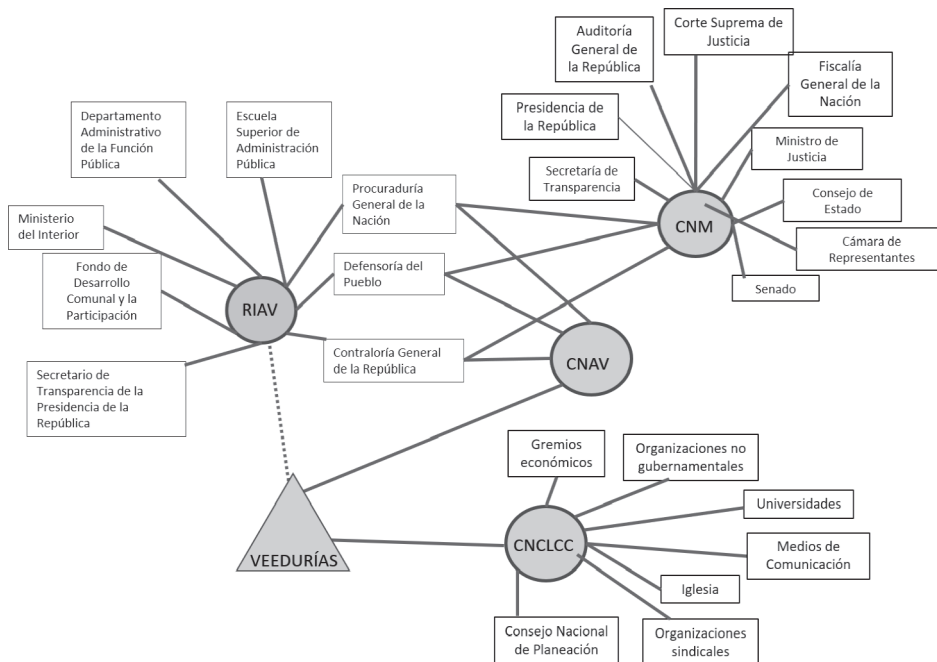 Auditoría
General de
la República
Corte Suprema de
Justicia
Fiscalía
General de la
Nación
Departamento
Administrativo
de la Función
Pública
Escuela
Superior de
Administración
Pública
Presidencia de
la República
Ministro de
Justicia
Secretaría de
Transparencia
Procuraduría
General de la
Nación
Consejo de
Estado
Ministerio
del Interior
CNM
Cámara de
Representantes
Fondo de
Desarrollo
Comunal y la
Participación
Defensoría del
Pueblo
Senado
RIAV
Contraloría General
de la República
CNAV
Secretario de
Transparencia de la
Presidencia de la
República
Gremios
económicos
Organizaciones no
gubernamentales
Universidades
VEEDURÍAS
CNCLCC
Medios de
Comunicación
Iglesia
Consejo Nacional
de Planeación
Organizaciones
sindicales